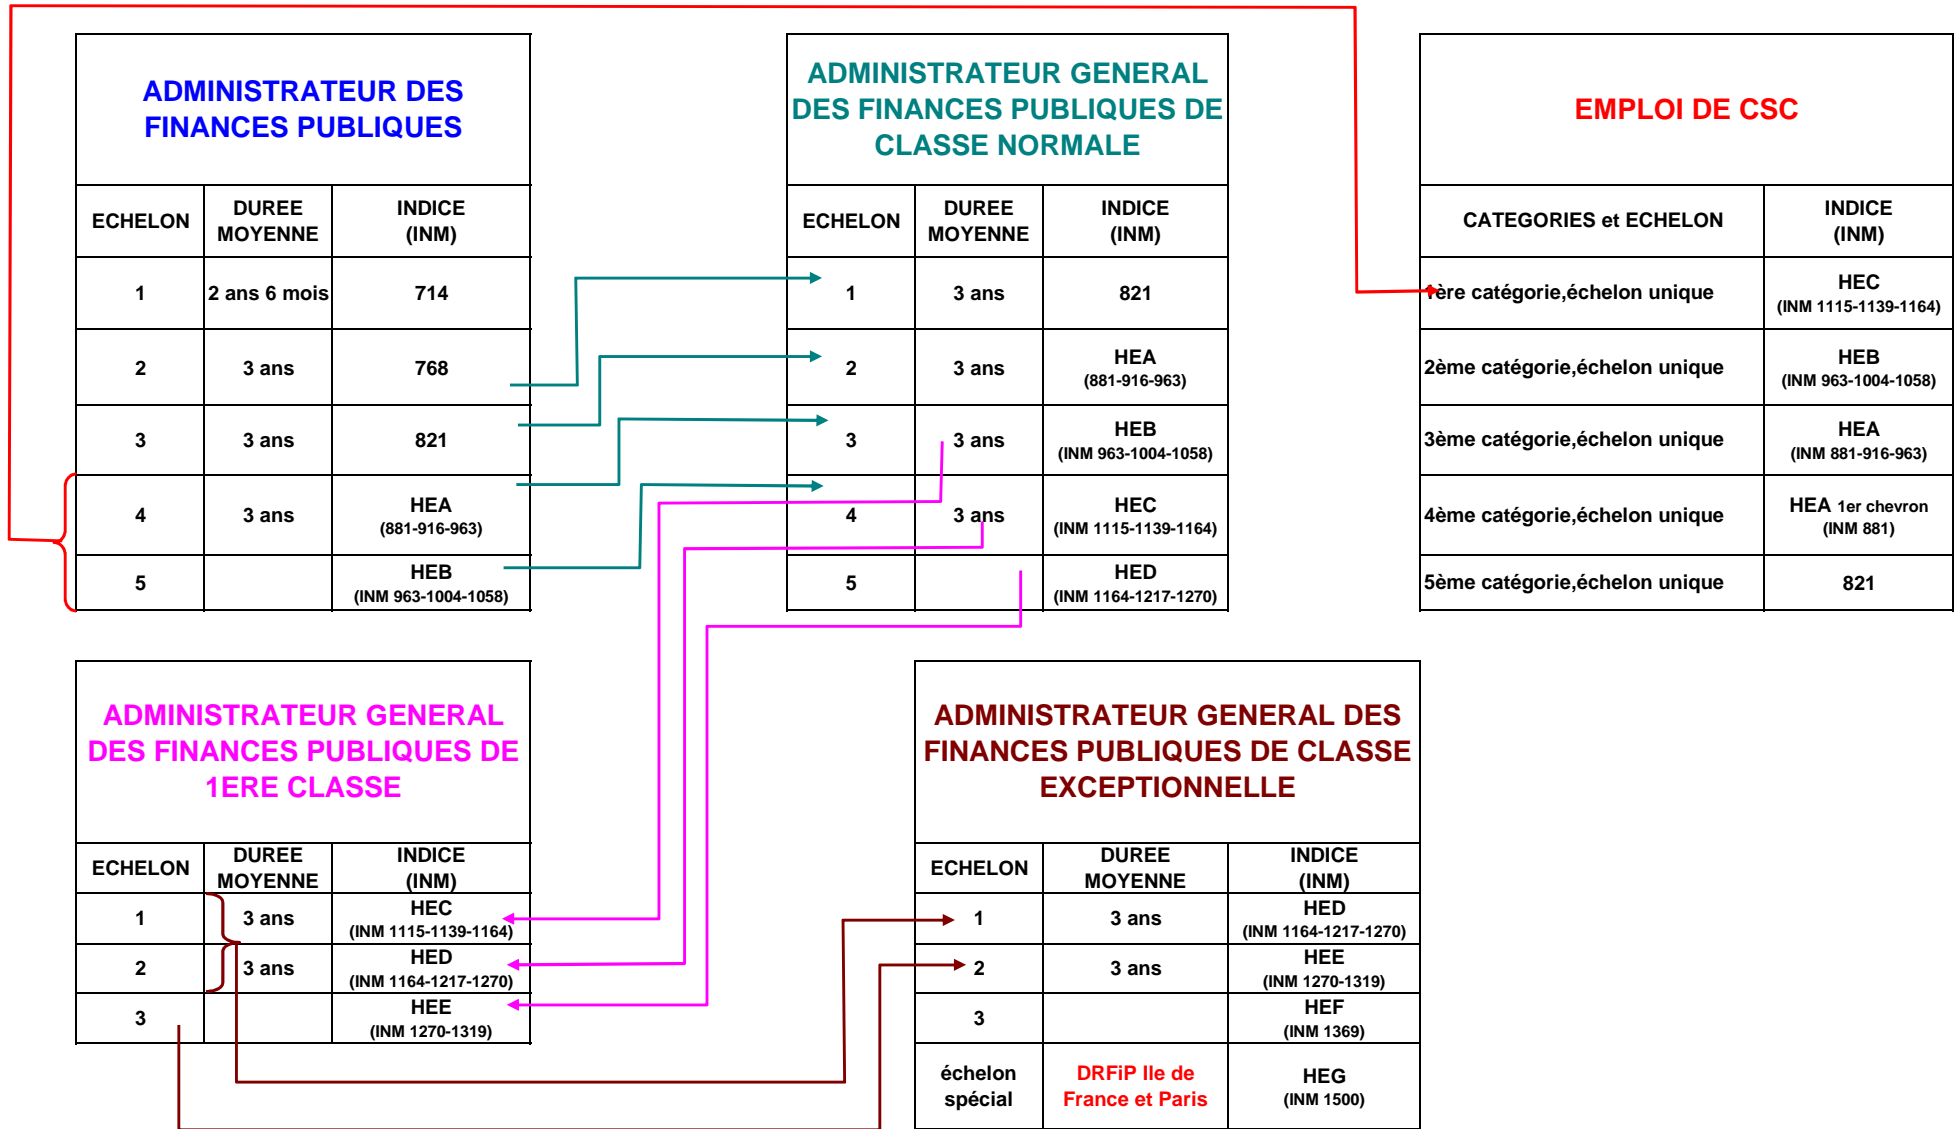 ADMINISTRATEUR DES
FINANCES PUBLIQUES
ECHELON
DUREE
MOYENNE
INDICE
(INM)
1
2 ans 6 mois
714
2
3 ans
768
3
3 ans
821
4
3 ans
HEA
(881-916-963)
5
HEB
(INM 963-1004-1058)
ADMINISTRATEUR GENERAL
DES FINANCES PUBLIQUES DE
CLASSE NORMALE
ECHELON
DUREE
MOYENNE
INDICE
(INM)
1
3 ans
821
2
3 ans
HEA
(881-916-963)
3
3 ans
HEB
(INM 963-1004-1058)
4
3 ans
HEC
(INM 1115-1139-1164)
5
HED
(INM 1164-1217-1270)
EMPLOI DE CSC
CATEGORIES et ECHELON
INDICE
(INM)
1ère catégorie,échelon unique
HEC
(INM 1115-1139-1164)
2ème catégorie,échelon unique
HEB
(INM 963-1004-1058)
3ème catégorie,échelon unique
HEA
(INM 881-916-963)
4ème catégorie,échelon unique
HEA 1er chevron
(INM 881)
5ème catégorie,échelon unique
821
ADMINISTRATEUR GENERAL
DES FINANCES PUBLIQUES DE
1ERE CLASSE
ECHELON
DUREE
MOYENNE
INDICE
(INM)
1
3 ans
HEC
(INM 1115-1139-1164)
2
3 ans
HED
(INM 1164-1217-1270)
3
HEE
(INM 1270-1319)
ADMINISTRATEUR GENERAL DES
FINANCES PUBLIQUES DE CLASSE
EXCEPTIONNELLE
ECHELON
DUREE
MOYENNE
INDICE
(INM)
1
3 ans
HED
(INM 1164-1217-1270)
2
3 ans
HEE
(INM 1270-1319)
3
HEF
(INM 1369)
échelon
spécial
DRFiP Ile de
France et Paris
HEG
(INM 1500)